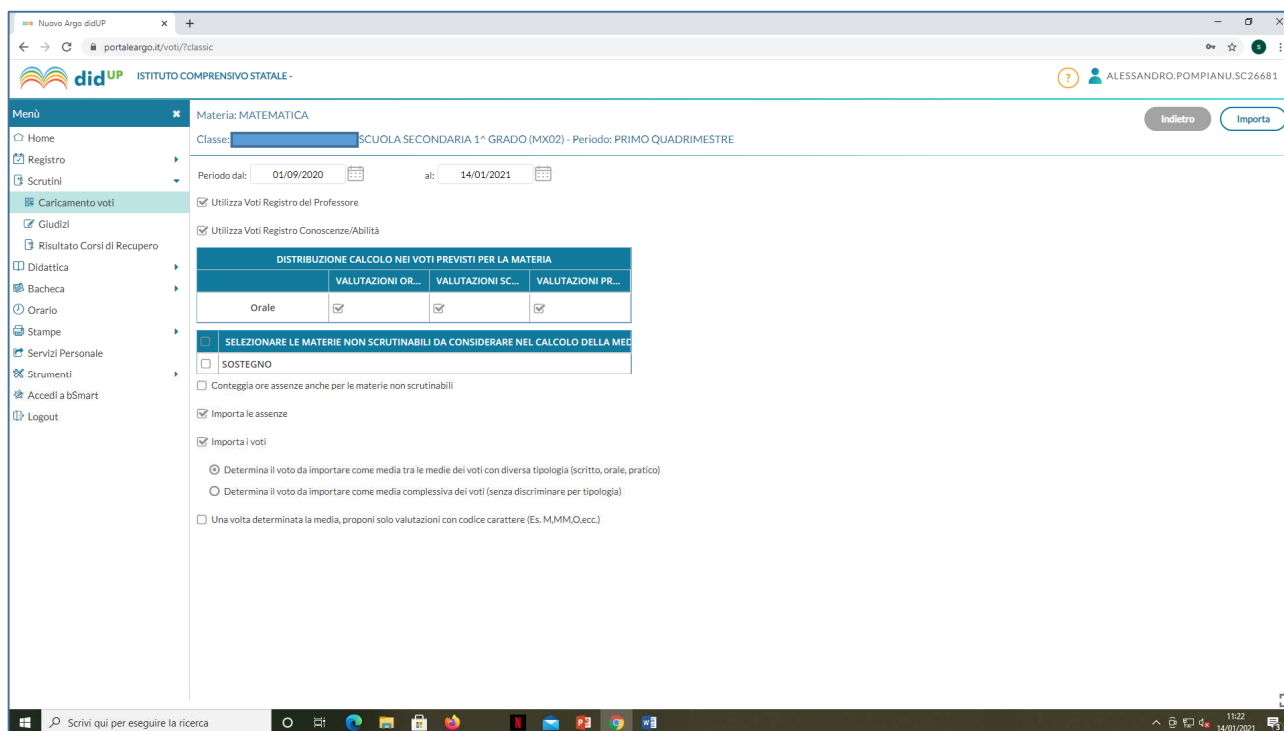 Nuovo Argo didUP
portaleargo.it/voti/?classic
s
didUP ISTITUTO COMPRENSIVO STATALE -
? ALESSANDRO.POMPIANU.SC26681
Menù
Home
Registro
Scrutini
Caricamento voti
Giudizi
Risultato Corsi di Recupero
Didattica
Bacheca
Orario
Stampe
Servizi Personale
Strumenti
Accedi a bSmart
Logout
Materia: MATEMATICA
Indietro Importa
Classe: SCUOLA SECONDARIA 1^ GRADO (MX02) - Periodo: PRIMO QUADRIMESTRE
Periodo dal: 01/09/2020 al: 14/01/2021
Utilizza Voti Registro del Professore
Utilizza Voti Registro Conoscenze/Abilità
DISTRIBUZIONE CALCOLO NEI VOTI PREVISTI PER LA MATERIA
VALUTAZIONI OR... VALUTAZIONI SC... VALUTAZIONI PR...
Orale
SELEZIONARE LE MATERIE NON SCRUTINABILI DA CONSIDERARE NEL CALCOLO DELLA MED
SOSTEGNO
Conteggia ore assenze anche per le materie non scrutinabili
Importa le assenze
Importa i voti
Determina il voto da importare come media tra le medie dei voti con diversa tipologia (scritto, orale, pratico)
Determina il voto da importare come media complessiva dei voti (senza discriminare per tipologia)
Una volta determinata la media, proponi solo valutazioni con codice carattere (Es. M,MM,O,ecc.)
Scrivi qui per eseguire la ricerca
11:22
14/01/2021